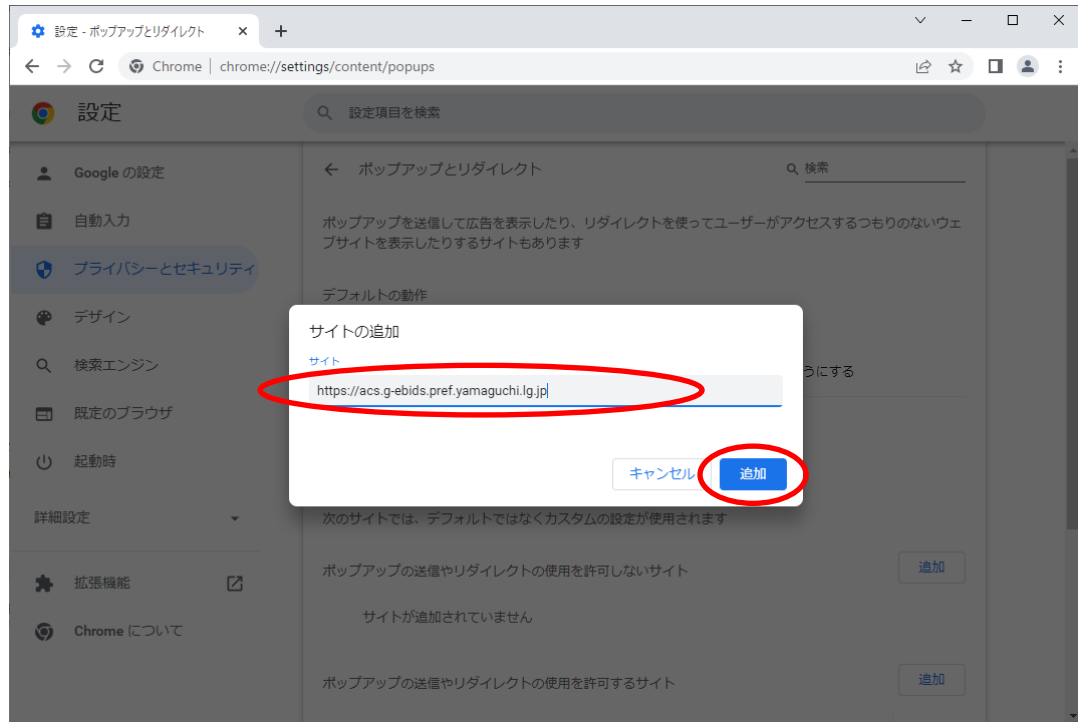 設定 - ポップアップとリダイレクト
Chrome | chrome://settings/content/popups
設定
設定項目を検索
Google の設定
自動入力
プライバシーとセキュリティ
デザイン
検索エンジン
既定のブラウザ
起動時
詳細設定
拡張機能
Chrome について
ポップアップとリダイレクト
検索
ポップアップを送信して広告を表示したり、リダイレクトを使ってユーザーがアクセスするつもりのないウェ
ブサイトを表示したりするサイトもあります
デフォルトの動作
うにする
サイトの追加
サイト
https://acs.g-ebids.pref.yamaguchi.lg.jp
キャンセル
追加
次のサイトでは、デフォルトではなくカスタムの設定が使用されます
ポップアップの送信やリダイレクトの使用を許可しないサイト
追加
サイトが追加されていません
ポップアップの送信やリダイレクトの使用を許可するサイト
追加